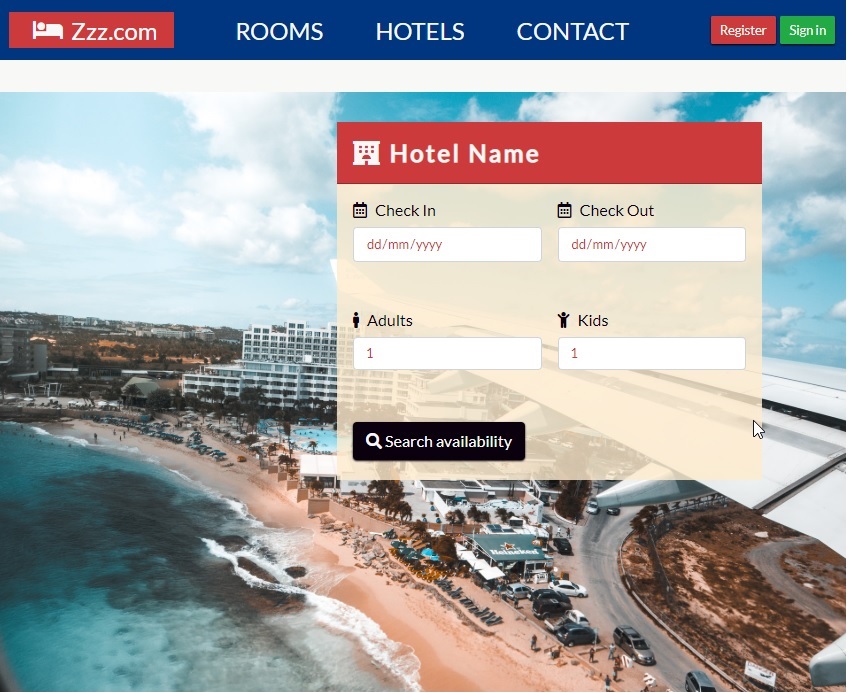 Zzz.com ROOMS HOTELS CONTACT Register Sign in
Hotel Name
Check In Check Out
dd/mm/yyyy dd/mm/yyyy
Adults Kids
1 1
Search availability
Heineken